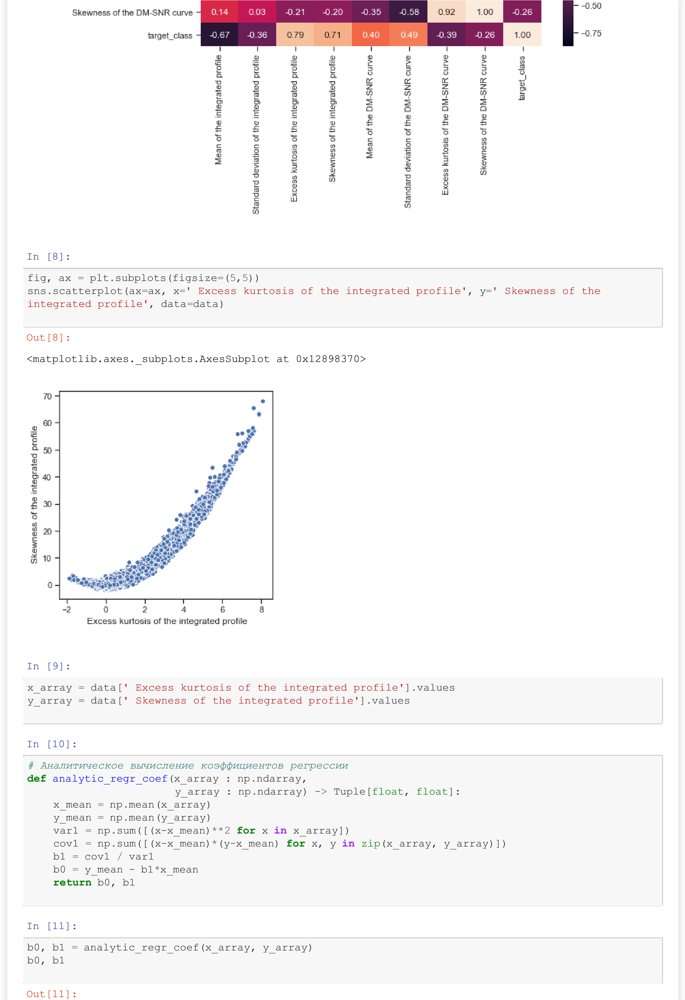 Skewness of the DM-SNR curve 0.14 0.03 -0.21 -0.20 -0.35 -0.58 0.92 1.00 -0.26 −0.50
target_class -0.67 -0.36 0.79 0.71 0.40 0.49 -0.39 -0.26 1.00 −0.75
Mean of the integrated profile
Standard deviation of the integrated profile
Excess kurtosis of the integrated profile
Skewness of the integrated profile
Mean of the DM-SNR curve
Standard deviation of the DM-SNR curve
Excess kurtosis of the DM-SNR curve
Skewness of the DM-SNR curve
target_class
In [8]:
fig, ax = plt.subplots(figsize=(5,5))
sns.scatterplot(ax=ax, x=' Excess kurtosis of the integrated profile', y=' Skewness of the
integrated profile', data=data)
Out[8]:
<matplotlib.axes._subplots.AxesSubplot at 0x12898370>
70
60
50
40
30
20
10
0
Skewness of the integrated profile
−2 0 2 4 6 8
Excess kurtosis of the integrated profile
In [9]:
x_array = data[' Excess kurtosis of the integrated profile'].values
y_array = data[' Skewness of the integrated profile'].values
In [10]:
# Аналитическое вычисление коэффициентов регрессии
def analytic_regr_coef(x_array : np.ndarray,
                       y_array : np.ndarray) -> Tuple[float, float]:
    x_mean = np.mean(x_array)
    y_mean = np.mean(y_array)
    var1 = np.sum([(x-x_mean)**2 for x in x_array])
    cov1 = np.sum([(x-x_mean)*(y-x_mean) for x, y in zip(x_array, y_array)])
    b1 = cov1 / var1
    b0 = y_mean - b1*x_mean
    return b0, b1
In [11]:
b0, b1 = analytic_regr_coef(x_array, y_array)
b0, b1
Out[11]: